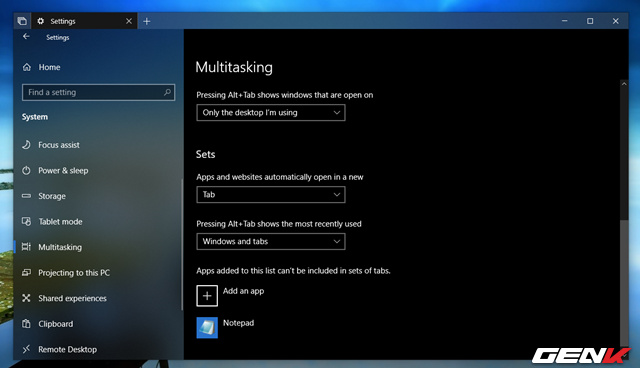 Settings
Settings
Home
Find a setting
System
Focus assist
Power & sleep
Storage
Tablet mode
Multitasking
Projecting to this PC
Shared experiences
Clipboard
Remote Desktop
Multitasking
Pressing Alt+Tab shows windows that are open on
Only the desktop I'm using
Sets
Apps and websites automatically open in a new
Tab
Pressing Alt+Tab shows the most recently used
Windows and tabs
Apps added to this list can't be included in sets of tabs.
Add an app
Notepad
GENK